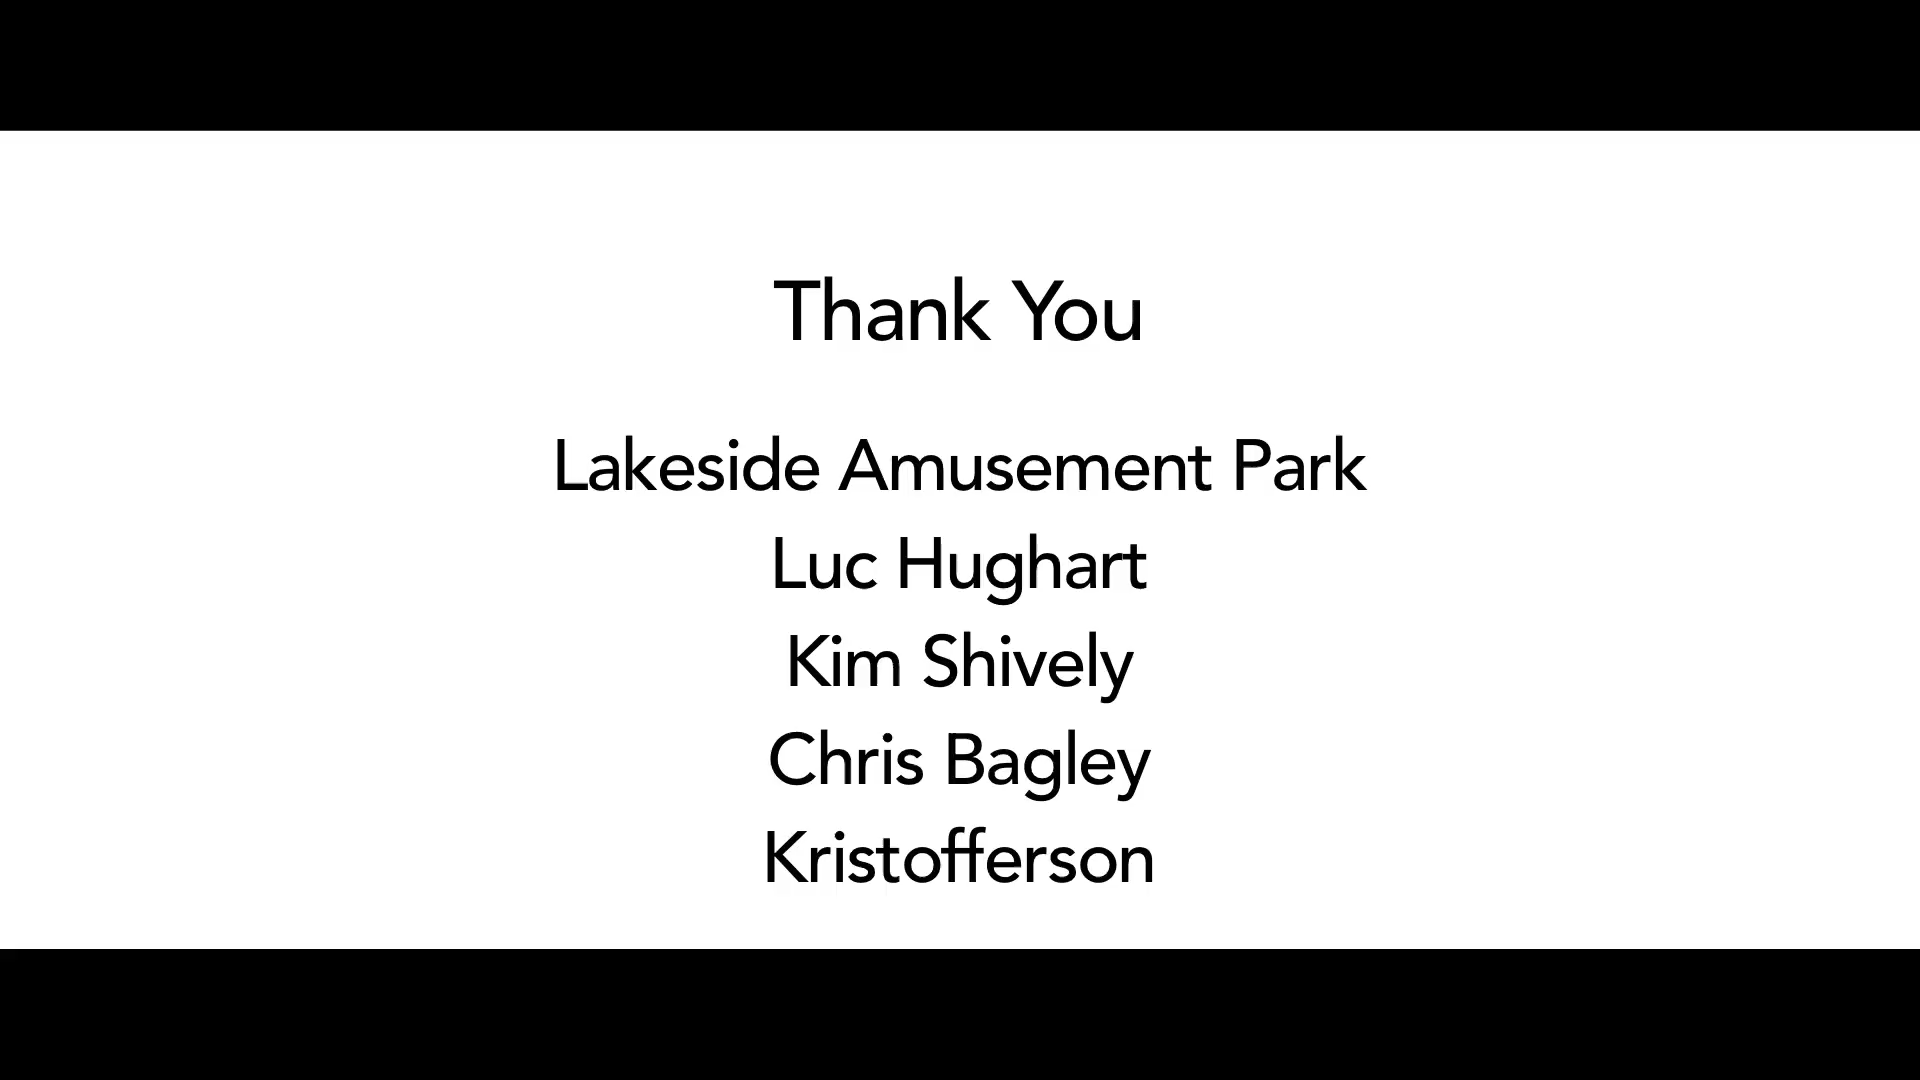 Thank You
Lakeside Amusement Park
Luc Hughart
Kim Shively
Chris Bagley
Kristofferson